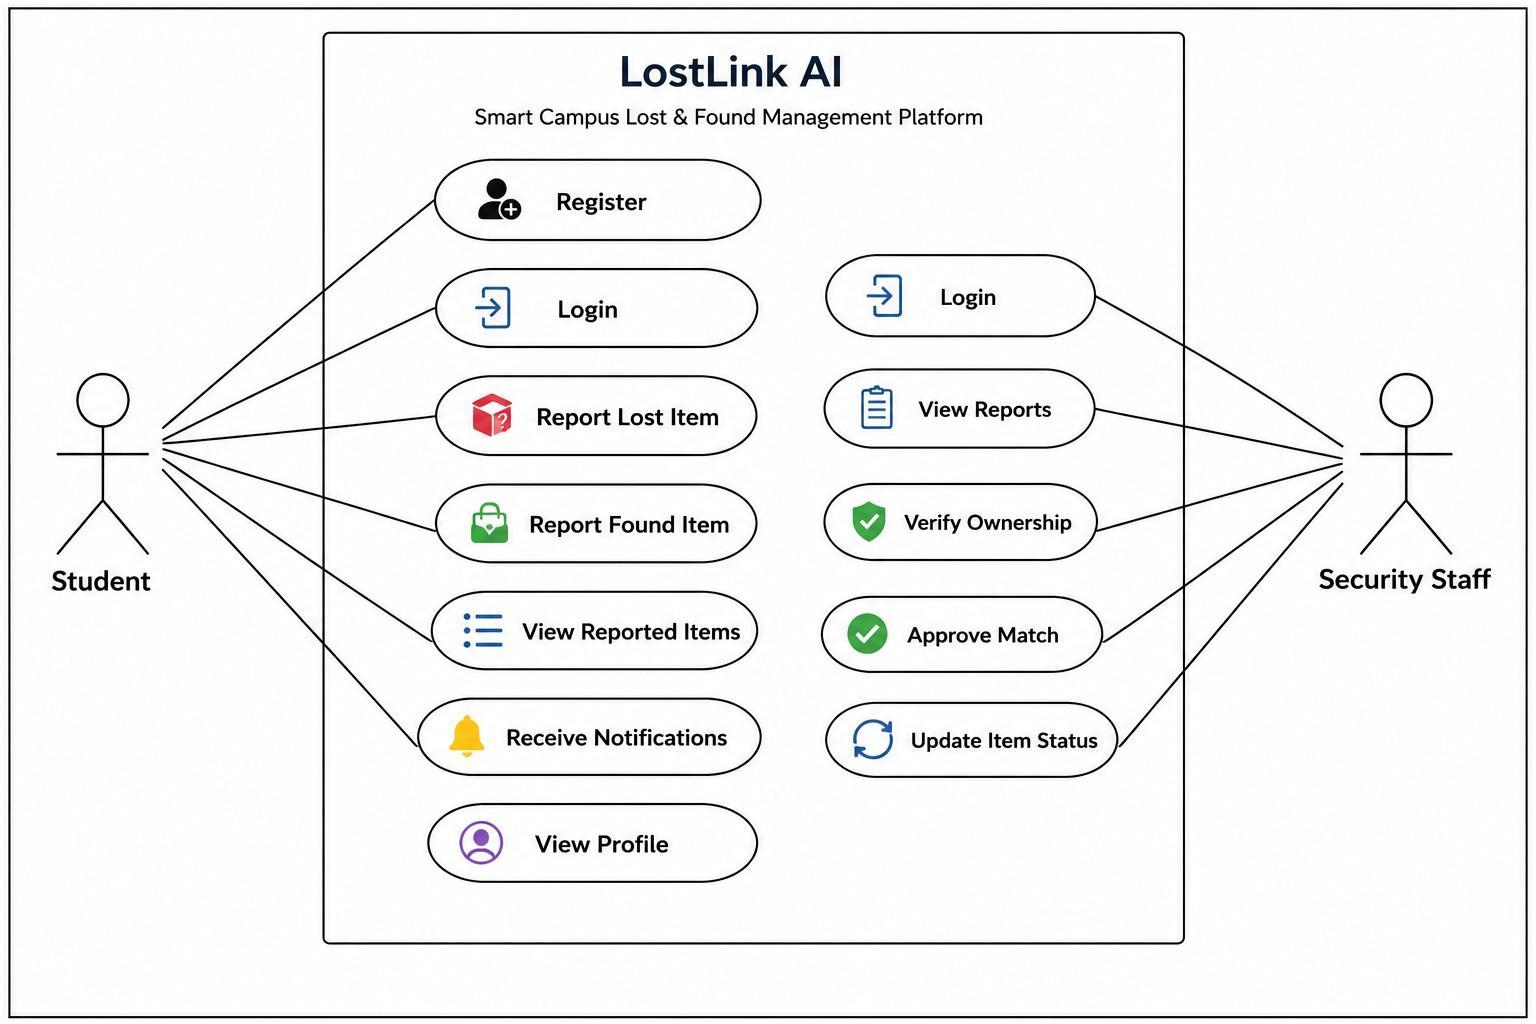 LostLink AI
Smart Campus Lost & Found Management Platform
Register
Login
Report Lost Item
?
Report Found Item
View Reported Items
Receive Notifications
View Profile
Login
View Reports
Verify Ownership
Approve Match
Update Item Status
Student
Security Staff